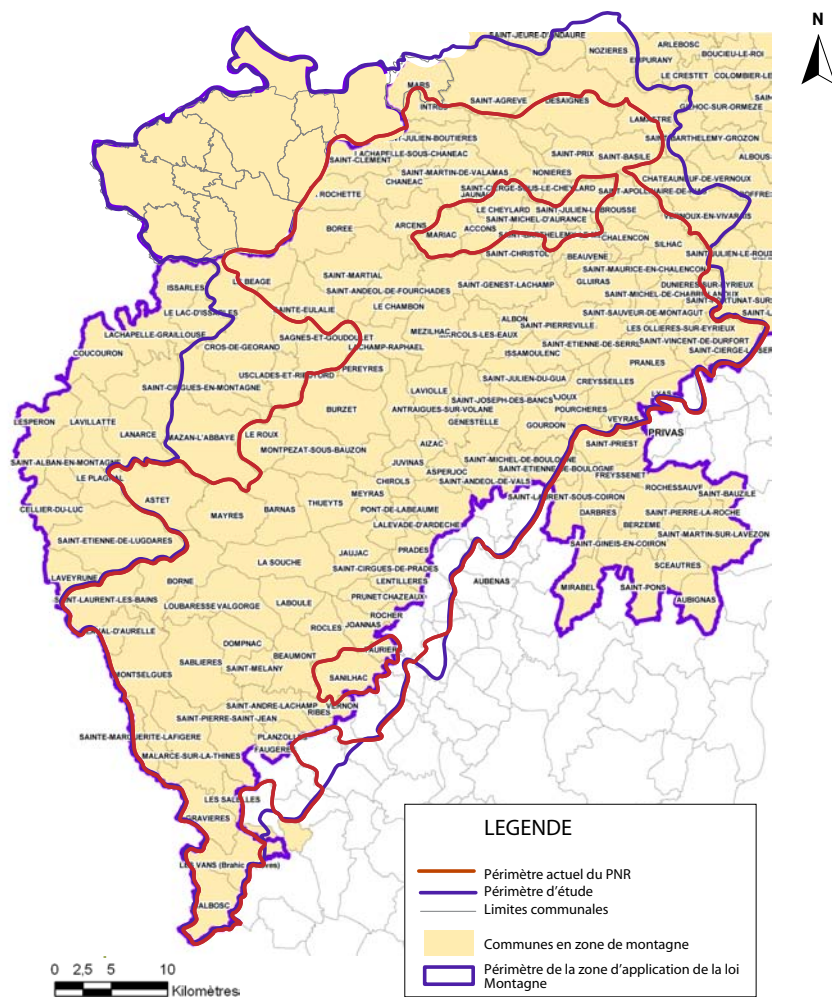 N
SAINT-JEURE-D'ANDAURE
NOZIERES
ARLEBOSC
BOUCIEU-LE-ROI
EMPURANY
LE CRESTET
COLOMBIER-LE
MARS
INTRES
SAINT-AGREVE
DESAIGNES
LAMASTRE
SAINT-BARTHELEMY-GROZON
SAINT-JULIEN-BOUTIERES
LACHAPELLE-SOUS-CHANEAC
SAINT-CLEMENT
SAINT-PRIX
SAINT-BASILE
ALBOUS
SAINT-MARTIN-DE-VALAMAS
NONIERES
CHANEAC
CHATEAUNEUF-DE-VERNOUX
ROCHETTE
SAINT-CIERGE-SOUS-LE-CHEYLARD
JAUNAC
LE CHEYLARD
SAINT-JULIEN-LABROUSSE
SAINT-MICHEL-D'AURANCE
VERNOUX-EN-VIVARAIS
BOREE
ARCENS
MARIAC
ACCONS
CHALENCON
SILHAC
SAINT-CHRISTOL
BEAUVENE
SAINT-JULIEN-LE-ROU
SAINT-MAURICE-EN-CHALENCON
ISSARLES
LE BEAGE
SAINT-MARTIAL
SAINT-GENEST-LACHAMP
GLUIRAS
DUNIERES-SUR-EYRIEUX
SAINT-ANDEOL-DE-FOURCHADES
SAINT-MICHEL-DE-CHABRILLANOUX
LE LAC-D'ISSARLES
SAINTE-EULALIE
LE CHAMBON
ALBON
SAINT-PIERREVILLE
SAINT-SAUVEUR-DE-MONTAGUT
LACHAPELLE-GRAILLOUSE
SAGNES-ET-GOUDOULET
MEZILHAC
MARCOLS-LES-EAUX
LES OLLIERES-SUR-EYRIEUX
COUCOURON
CROS-DE-GEORAND
LACHAMP-RAPHAEL
ISSAMOULENC
SAINT-ETIENNE-DE-SERRE
SAINT-VINCENT-DE-DURFORT
PRANLES
USCLADES-ET-RIEUTORD
PEREYRES
SAINT-CIRGUES-EN-MONTAGNE
SAINT-JULIEN-DU-GUA
CREYSSEILLES
LAVIOLLE
LYAS
LESPERON
LAVILLATTE
BURZET
ANTRAIGUES-SUR-VOLANE
SAINT-JOSEPH-DES-BANCS
AJOUX
POURCHERES
LANARCE
MAZAN-L'ABBAYE
LE ROUX
GENESTELLE
GOURDON
VEYRAS
PRIVAS
MONTPEZAT-SOUS-BAUZON
AIZAC
SAINT-PRIEST
SAINT-ALBAN-EN-MONTAGNE
JUVINAS
SAINT-MICHEL-DE-BOULOGNE
LE PLAGNAL
ASPERJOC
SAINT-ETIENNE-DE-BOULOGNE
FREYSSENET
CHIROLS
SAINT-ANDEOL-DE-VALS
ROCHESSAUVE
SAINT-BAUZILE
ASTET
MEYRAS
SAINT-LAURENT-SOUS-COIRON
CELLIER-DU-LUC
MAYRES
BARNAS
THUEYTS
PONT-DE-LABEAUME
DARBRES
SAINT-PIERRE-LA-ROCHE
LALEVADE-D'ARDECHE
BERZEME
SAINT-MARTIN-SUR-LAVEZON
SAINT-ETIENNE-DE-LUGDARES
JAUJAC
PRADES
SAINT-GINEIS-EN-COIRON
LA SOUCHE
SAINT-CIRGUES-DE-PRADES
SCEAUTRES
LAVEYRUNE
BORNE
LENTILLERES
AUBENAS
MIRABEL
SAINT-PONS
SAINT-LAURENT-LES-BAINS
LOUBARESSE
VALGORGE
LABOULE
PRUNET
CHAZEAUX
AUBIGNAS
ROCHER
ROCLES
JOANNAS
DOMPNAC
BEAUMONT
SABLIERES
SAINT-MELANY
MONTSELGUES
SANILHAC
SAINT-ANDRE-LACHAMP
VERNON
RIBES
SAINT-PIERRE-SAINT-JEAN
SAINTE-MARGUERITE-LAFIGERE
PLANZOLLES
FAUGERES
MALARCE-SUR-LA-THINES
LES SALELLES
GRAVIERES
LES VANS (Brahic
MALBOSC
LEGENDE
Périmètre actuel du PNR
Périmètre d'étude
Limites communales
Communes en zone de montagne
Périmètre de la zone d'application de la loi
Montagne
0 2,5 5 10
Kilomètres